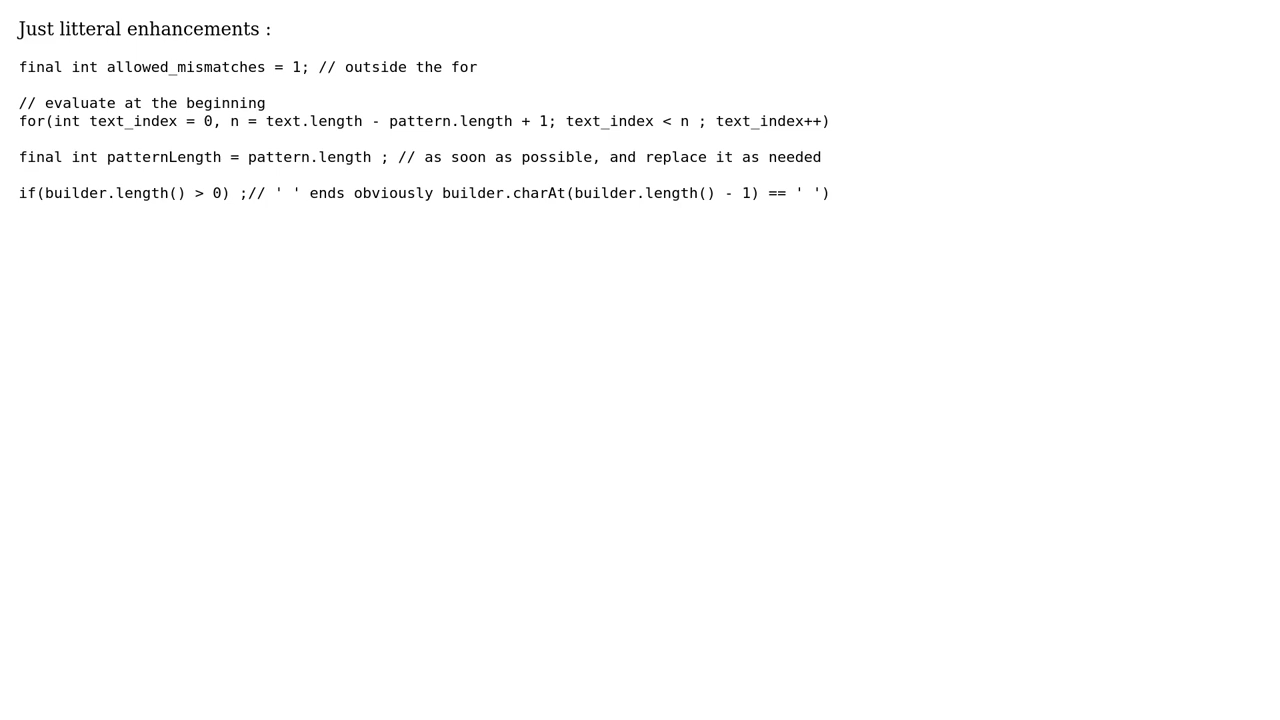 Just litteral enhancements :
final int allowed_mismatches = 1; // outside the for
// evaluate at the beginning
for(int text_index = 0, n = text.length - pattern.length + 1; text_index < n ; text_index++)
final int patternLength = pattern.length ; // as soon as possible, and replace it as needed
if(builder.length() > 0) ;// ' ' ends obviously builder.charAt(builder.length() - 1) == ' ')